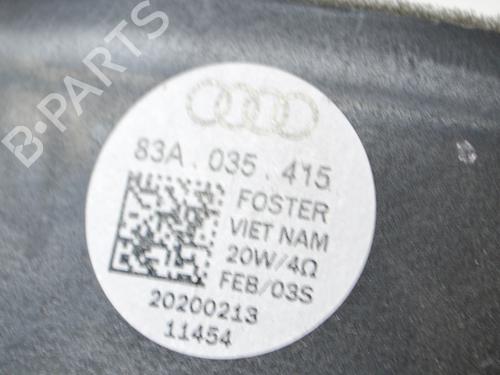 B·PARTS
83A.035.415
FOSTER
VIET NAM
20W/4Ω
FEB/03S
20200213
11454